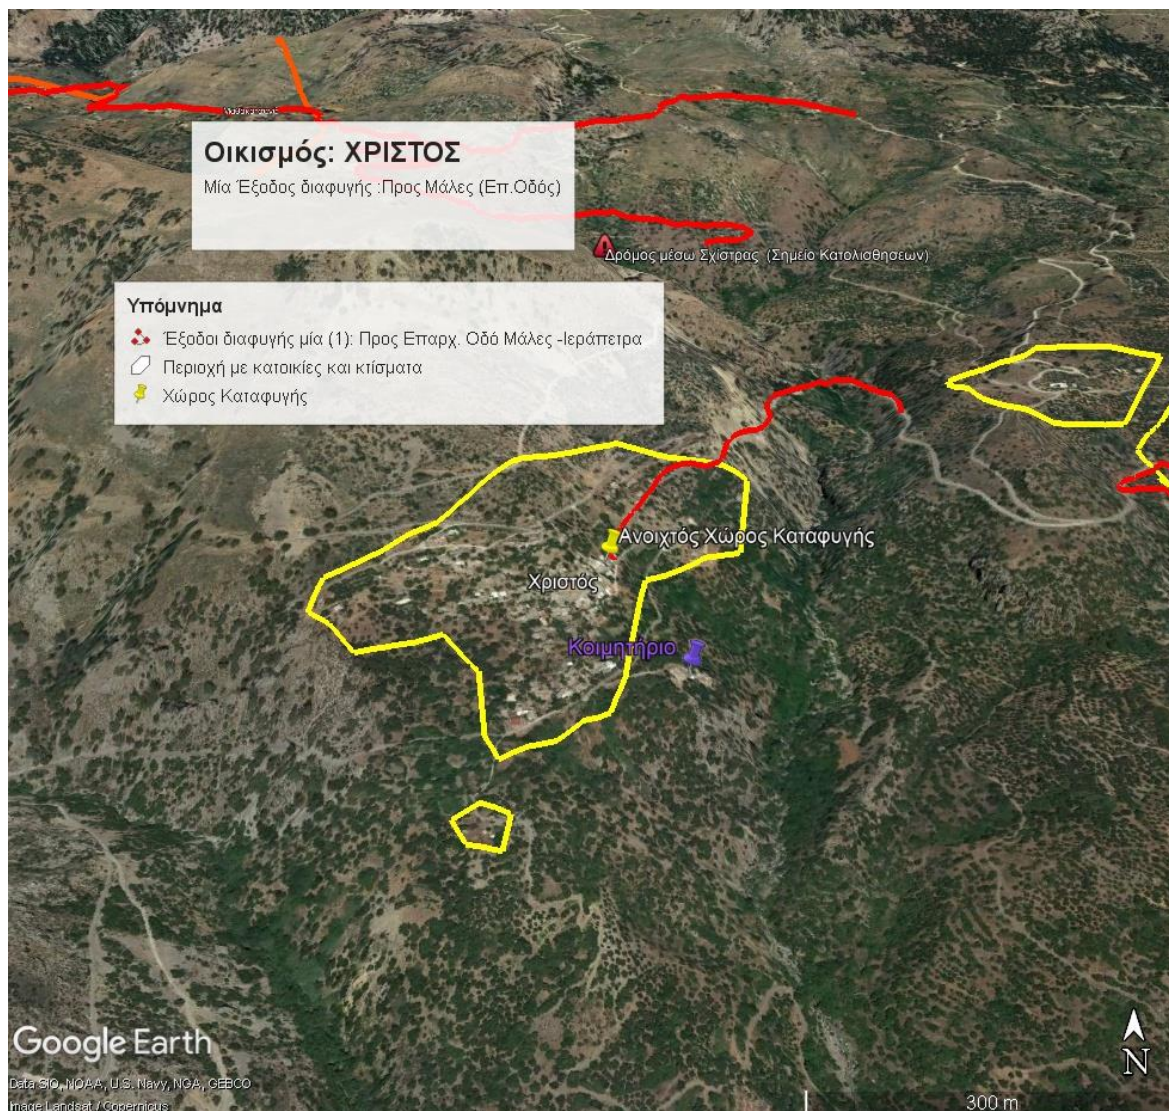 Οικισμός: ΧΡΙΣΤΟΣ
Μία Έξοδος διαφυγής :Προς Μάλες (Επ.Οδός)
Δρόμος μέσω Σχίστρας (Σημείο Κατολισθησεων)
Υπόμνημα
Έξοδοι διαφυγής μία (1): Προς Επαρχ. Οδό Μάλες -Ιεράπετρα
Περιοχή με κατοικίες και κτίσματα
Χώρος Καταφυγής
Ανοιχτός Χώρος Καταφυγής
Χριστός
Κοιμητήριο
Google Earth
Data SIO, NOAA, U.S. Navy, NGA, GEBCO
Image Landsat / Copernicus
N
300 m